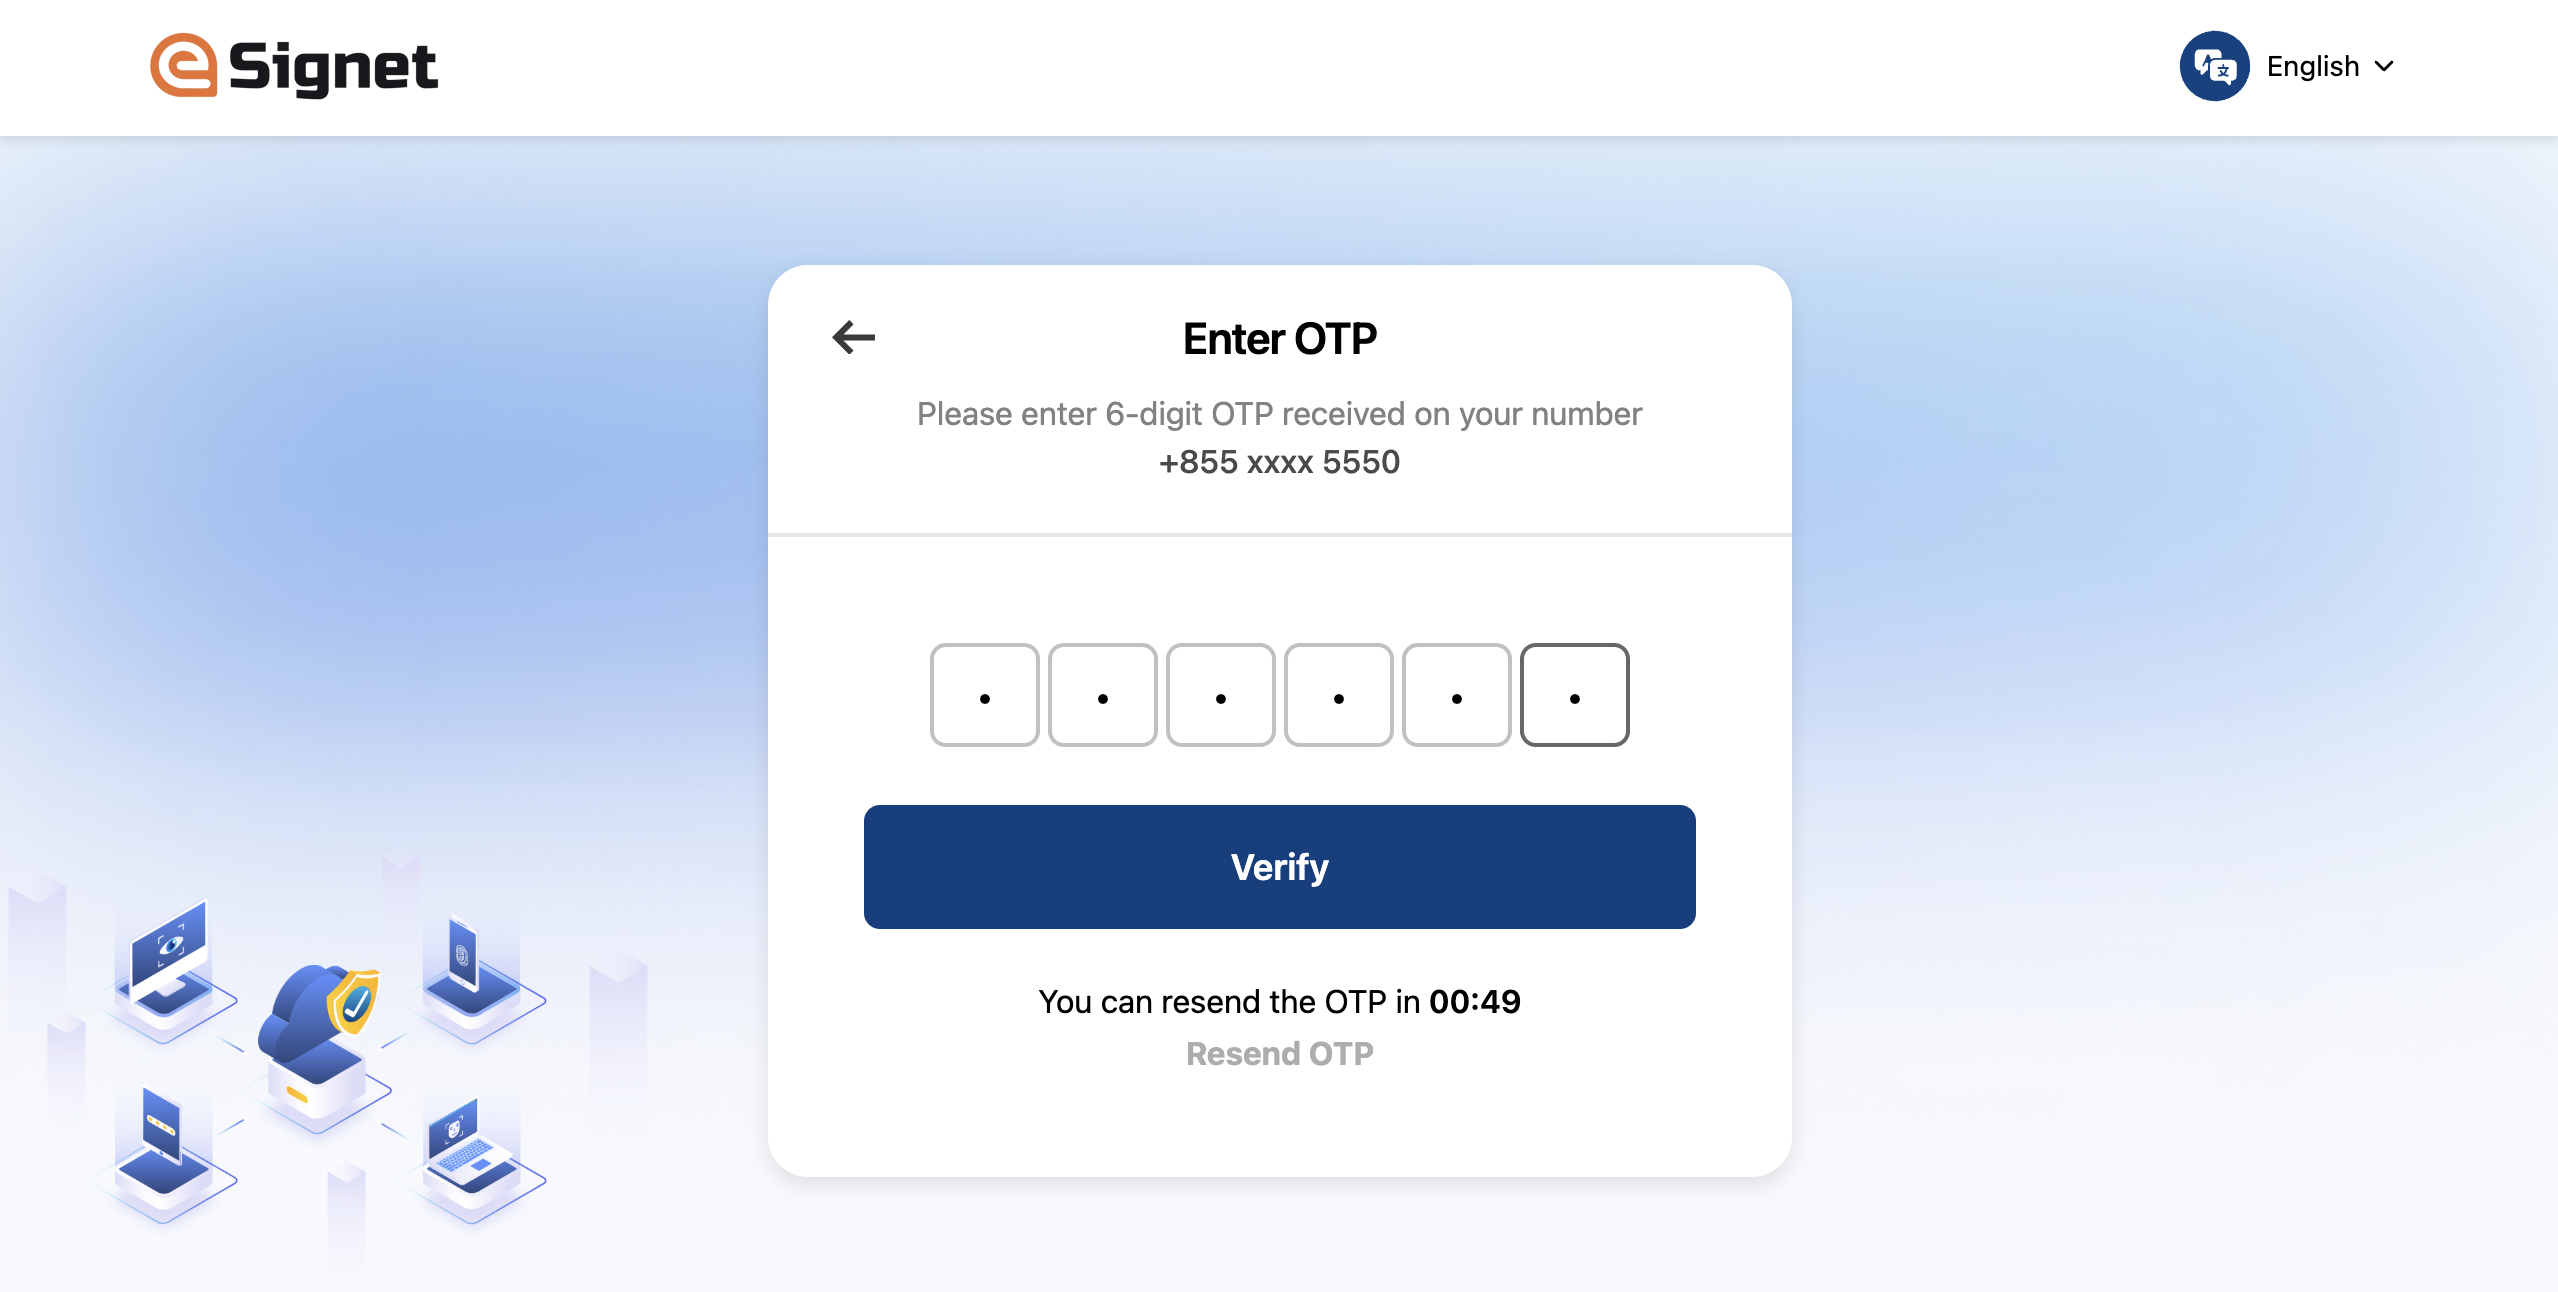 eSignet
English
Enter OTP
Please enter 6-digit OTP received on your number
+855 xxxx 5550
Verify
You can resend the OTP in 00:49
Resend OTP